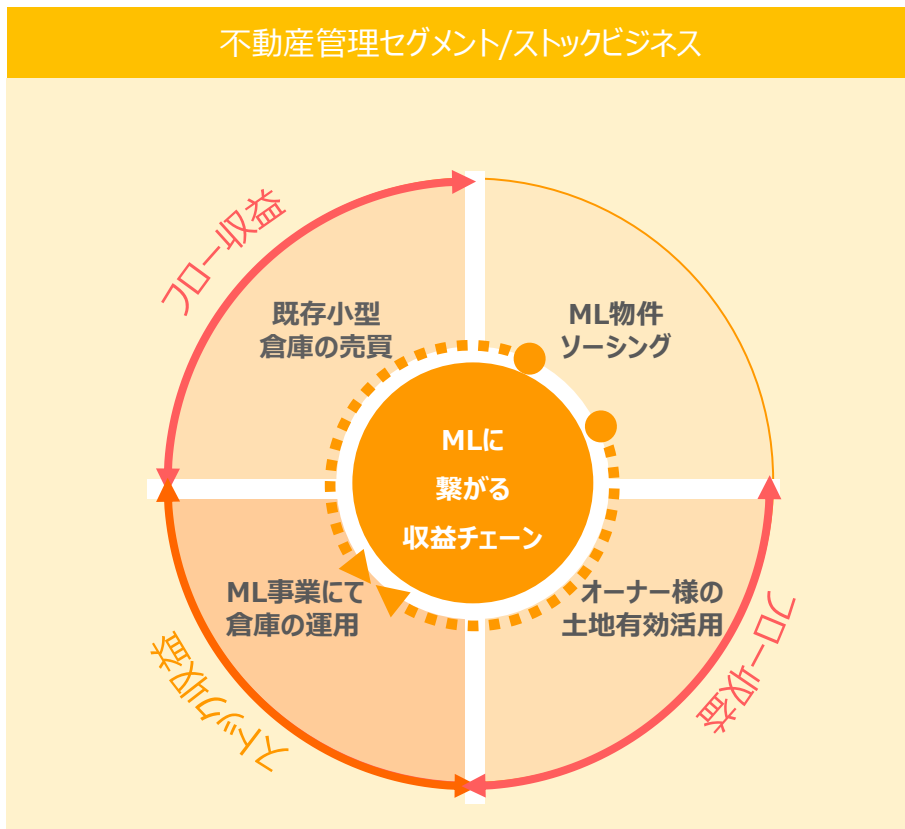 不動産管理セグメント/ストックビジネス
フロー収益
既存小型
倉庫の売買
ML物件
ソーシング
MLに
繋がる
収益チェーン
ML事業にて
倉庫の運用
オーナー様の
土地有効活用
ストック収益
フロー収益